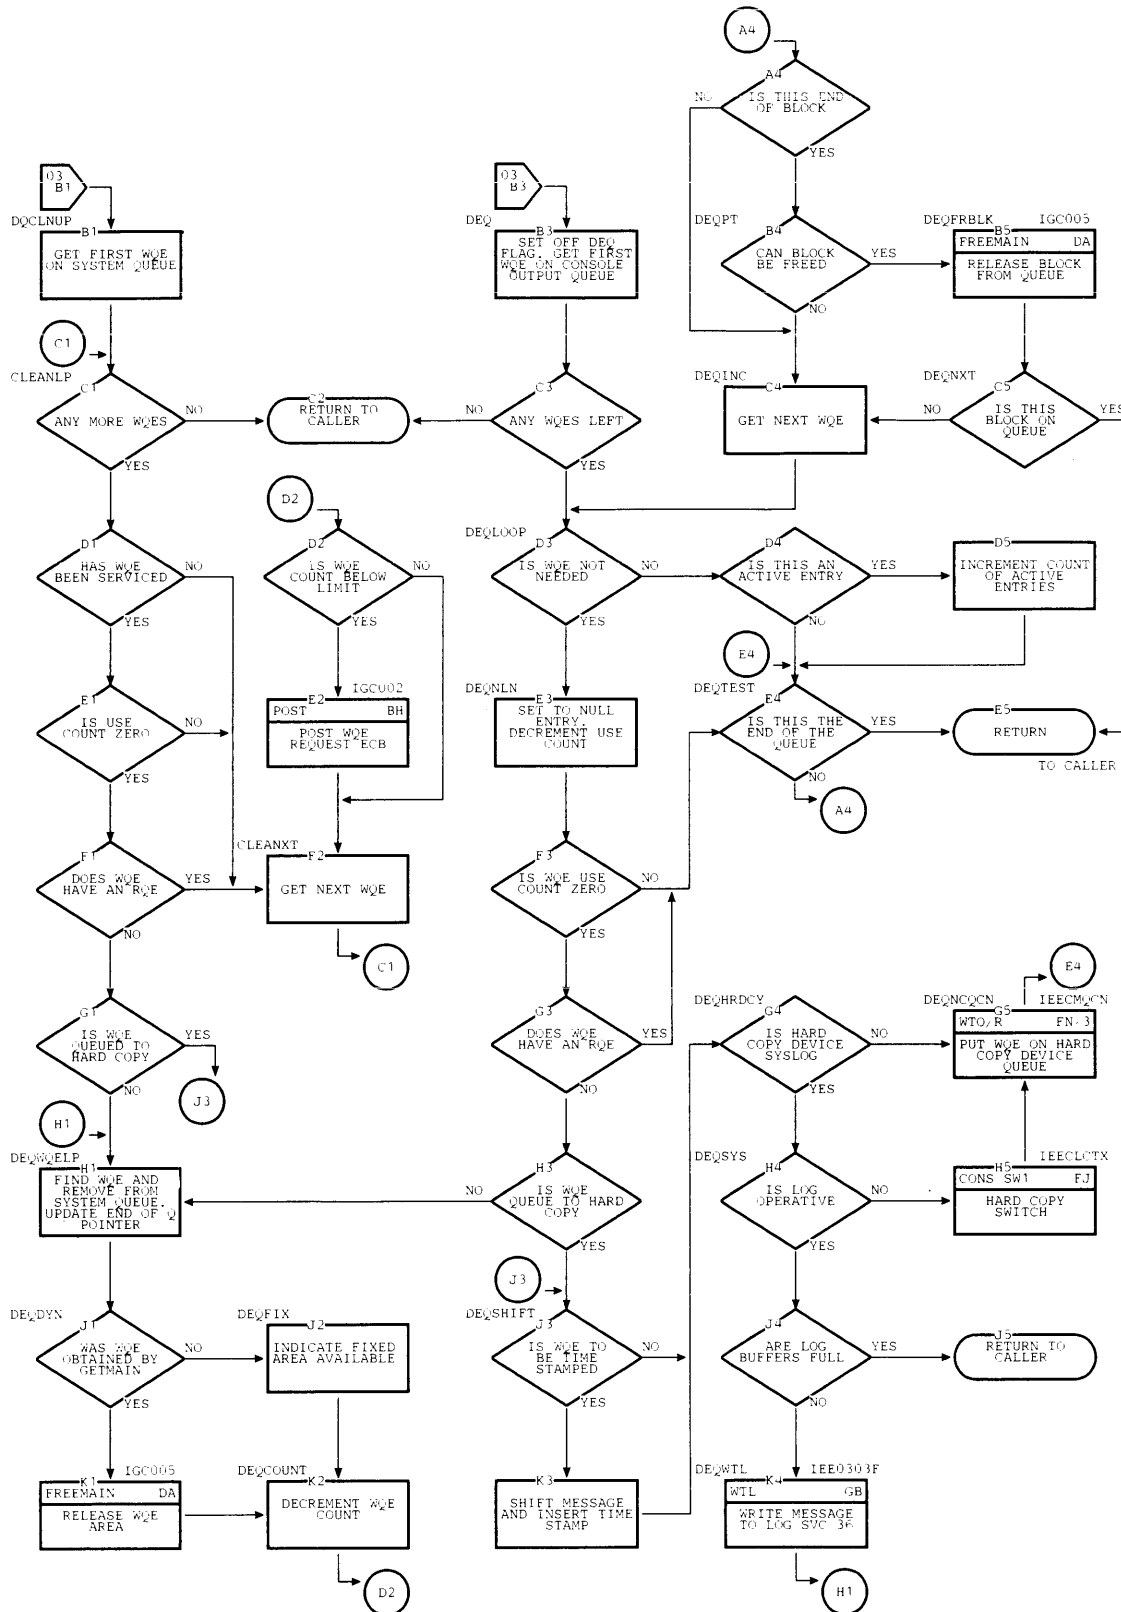 A4
A4
IS THIS END
OF BLOCK
NO
YES
03
B1
DQCLNUP
B1
GET FIRST WQE
ON SYSTEM QUEUE
03
B3
DEQ
B3
SET OFF DEQ
FLAG. GET FIRST
WQE ON CONSOLE
OUTPUT QUEUE
DEQPT
B4
CAN BLOCK
BE FREED
YES
NO
DEQFRBLK
IGC005
B5
FREEMAIN DA
RELEASE BLOCK
FROM QUEUE
C1
CLEANLP
C1
ANY MORE WQES
NO
YES
C2
RETURN TO
CALLER
C3
ANY WQES LEFT
NO
YES
DEQINC
C4
GET NEXT WQE
DEQNXT
C5
IS THIS
BLOCK ON
QUEUE
NO
YES
D1
HAS WQE
BEEN SERVICED
NO
YES
D2
D2
IS WQE
COUNT BELOW
LIMIT
NO
YES
DEQLOOP
D3
IS WQE NOT
NEEDED
NO
YES
D4
IS THIS AN
ACTIVE ENTRY
YES
NO
D5
INCREMENT COUNT
OF ACTIVE
ENTRIES
E1
IS USE
COUNT ZERO
NO
YES
IGC002
E2
POST BH
POST WQE
REQUEST ECB
DEQNLN
E3
SET TO NULL
ENTRY.
DECREMENT USE
COUNT
E4
DEQTEST
E4
IS THIS THE
END OF THE
QUEUE
YES
NO
A4
E5
RETURN
TO CALLER
F1
DOES WQE
HAVE AN RQE
YES
NO
CLEANXT
F2
GET NEXT WQE
C1
F3
IS WQE USE
COUNT ZERO
NO
YES
G1
IS WQE
QUEUED TO
HARD COPY
YES
NO
J3
G3
DOES WQE
HAVE AN RQE
YES
NO
DEQHRDCY
G4
IS HARD
COPY DEVICE
SYSLOG
NO
YES
E4
DEQNCQCN
IEECMQCN
G5
WTO/R FN 3
PUT WQE ON HARD
COPY DEVICE
QUEUE
H1
DEQWQELP
H1
FIND WQE AND
REMOVE FROM
SYSTEM QUEUE.
UPDATE END OF Q
POINTER
H3
IS WQE
QUEUE TO HARD
COPY
NO
YES
DEQSYS
H4
IS LOG
OPERATIVE
NO
YES
IEECLCTX
H5
CONS SW1 FJ
HARD COPY
SWITCH
DEQDYN
J1
WAS WQE
OBTAINED BY
GETMAIN
NO
YES
DEQFIX
J2
INDICATE FIXED
AREA AVAILABLE
J3
DEQSHIFT
J3
IS WQE TO
BE TIME
STAMPED
NO
YES
J4
ARE LOG
BUFFERS FULL
YES
NO
J5
RETURN TO
CALLER
IGC005
K1
FREEMAIN DA
RELEASE WQE
AREA
DEQCOUNT
K2
DECREMENT WQE
COUNT
D2
K3
SHIFT MESSAGE
AND INSERT TIME
STAMP
DEQWTL
IEE0303F
K4
WTL GB
WRITE MESSAGE
TO LOG SVC 36
H1